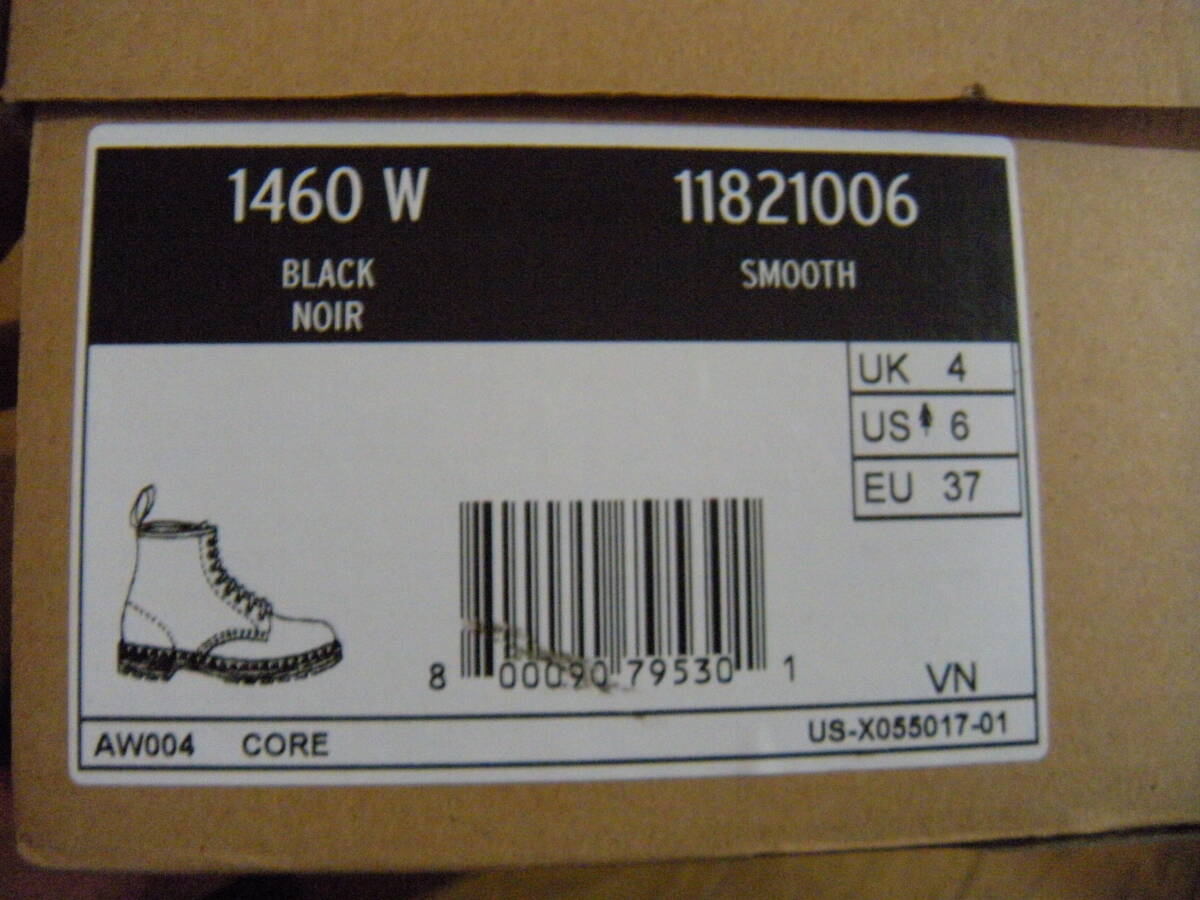 1460 W 11821006
BLACK SMOOTH
NOIR
UK 4
US 6
EU 37
8 00090 79530 1
VN
AW004 CORE US-X055017-01